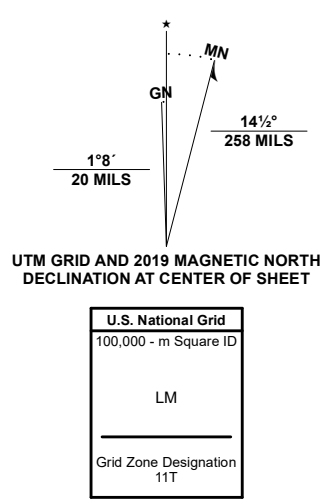 ★
MN
GN
14½°
258 MILS
1°8´
20 MILS
UTM GRID AND 2019 MAGNETIC NORTH
DECLINATION AT CENTER OF SHEET
U.S. National Grid
100,000 - m Square ID
LM
Grid Zone Designation
11T